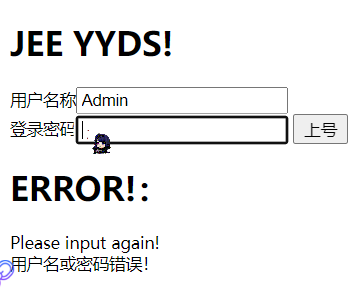 JEE YYDS!
用户名称 Admin
登录密码 上号
ERROR!：
Please input again!
用户名或密码错误！